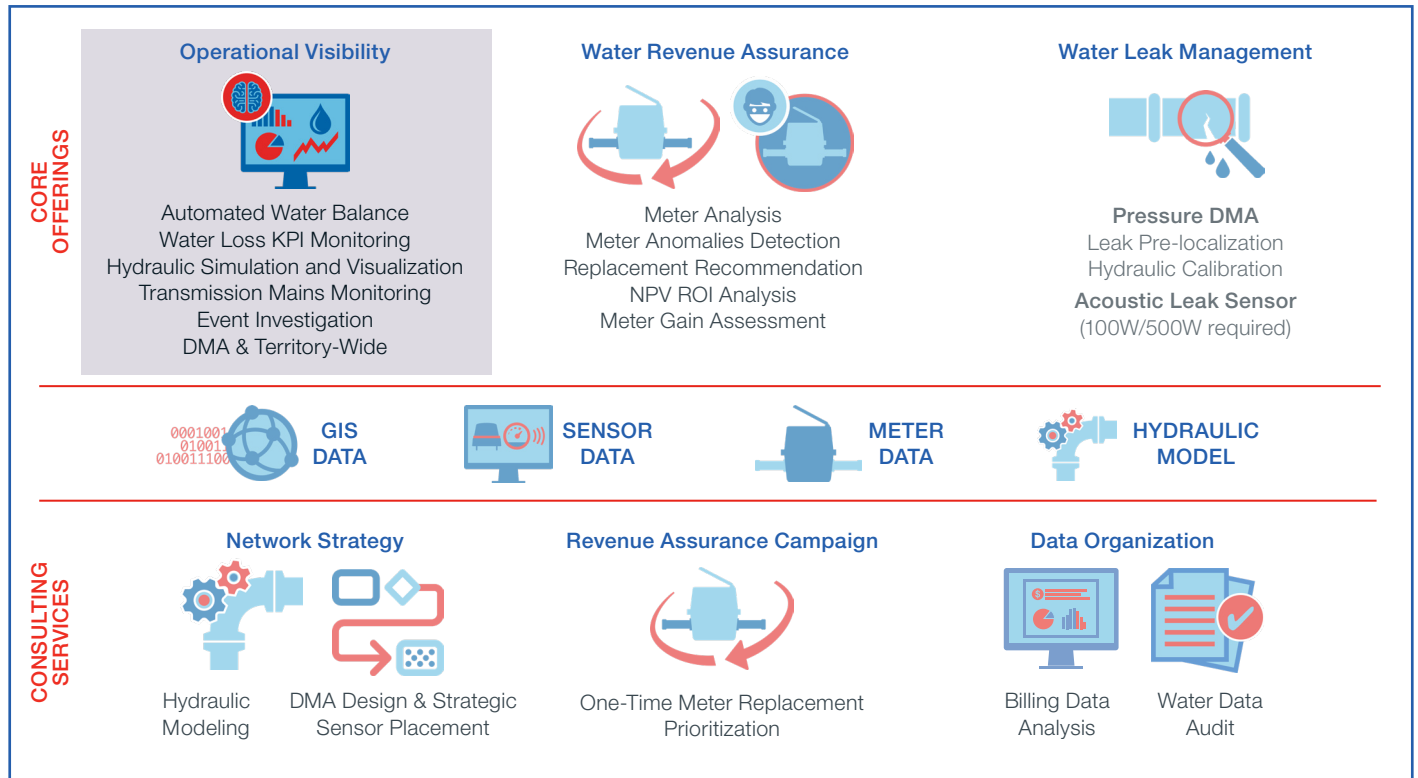 CORE
OFFERINGS
Operational Visibility
Automated Water Balance
Water Loss KPI Monitoring
Hydraulic Simulation and Visualization
Transmission Mains Monitoring
Event Investigation
DMA & Territory-Wide
Water Revenue Assurance
Meter Analysis
Meter Anomalies Detection
Replacement Recommendation
NPV ROI Analysis
Meter Gain Assessment
Water Leak Management
Pressure DMA
Leak Pre-localization
Hydraulic Calibration
Acoustic Leak Sensor
(100W/500W required)
0001001
01001
010011100
GIS
DATA
SENSOR
DATA
METER
DATA
HYDRAULIC
MODEL
CONSULTING
SERVICES
Network Strategy
Hydraulic
Modeling
DMA Design & Strategic
Sensor Placement
Revenue Assurance Campaign
One-Time Meter Replacement
Prioritization
Data Organization
$
Billing Data
Analysis
Water Data
Audit